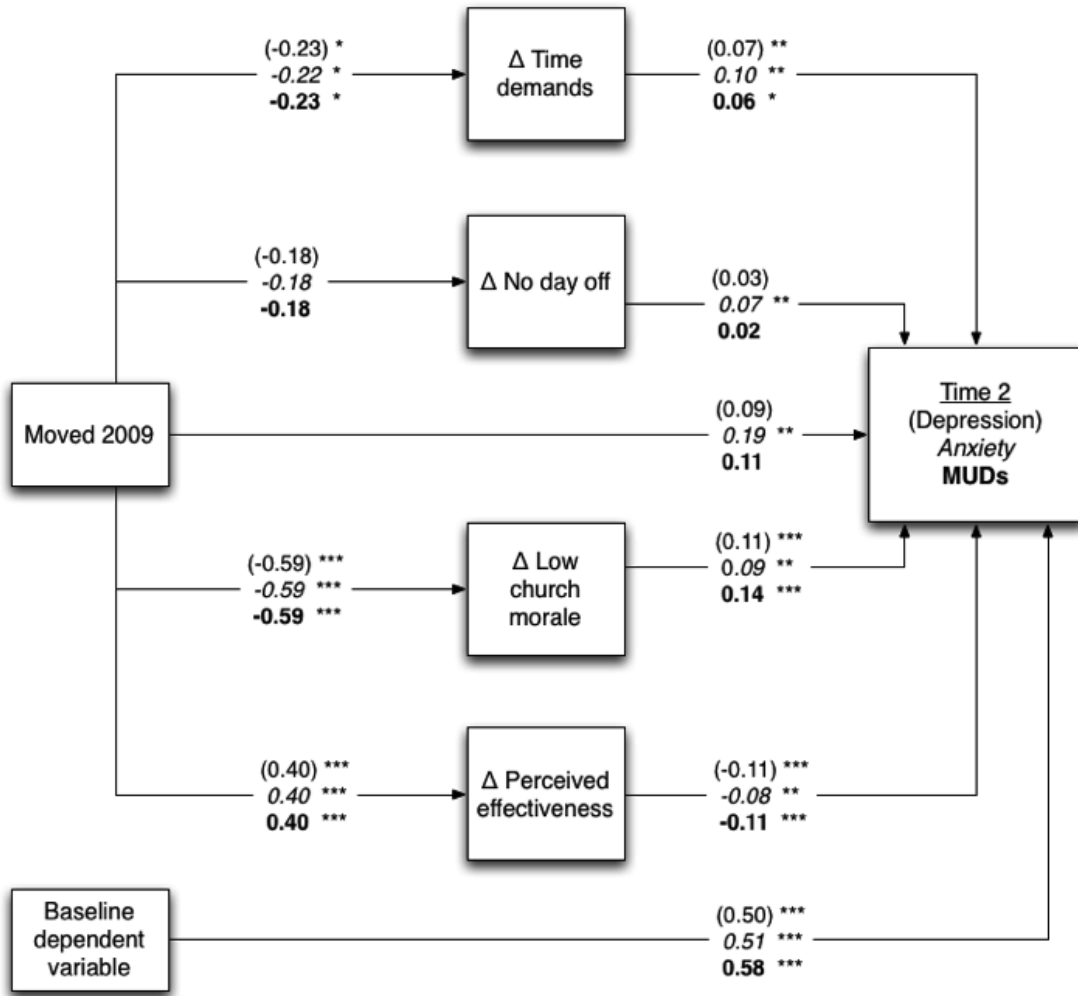 (-0.23) *
-0.22 *
-0.23 *
Δ Time
demands
(0.07) **
0.10 **
0.06 *
(-0.18)
-0.18
-0.18
Δ No day off
(0.03)
0.07 **
0.02
Moved 2009
(0.09)
0.19 **
0.11
Time 2
(Depression)
Anxiety
MUDs
(-0.59) ***
-0.59 ***
-0.59 ***
Δ Low
church
morale
(0.11) ***
0.09 **
0.14 ***
(0.40) ***
0.40 ***
0.40 ***
Δ Perceived
effectiveness
(-0.11) ***
-0.08 **
-0.11 ***
Baseline
dependent
variable
(0.50) ***
0.51 ***
0.58 ***